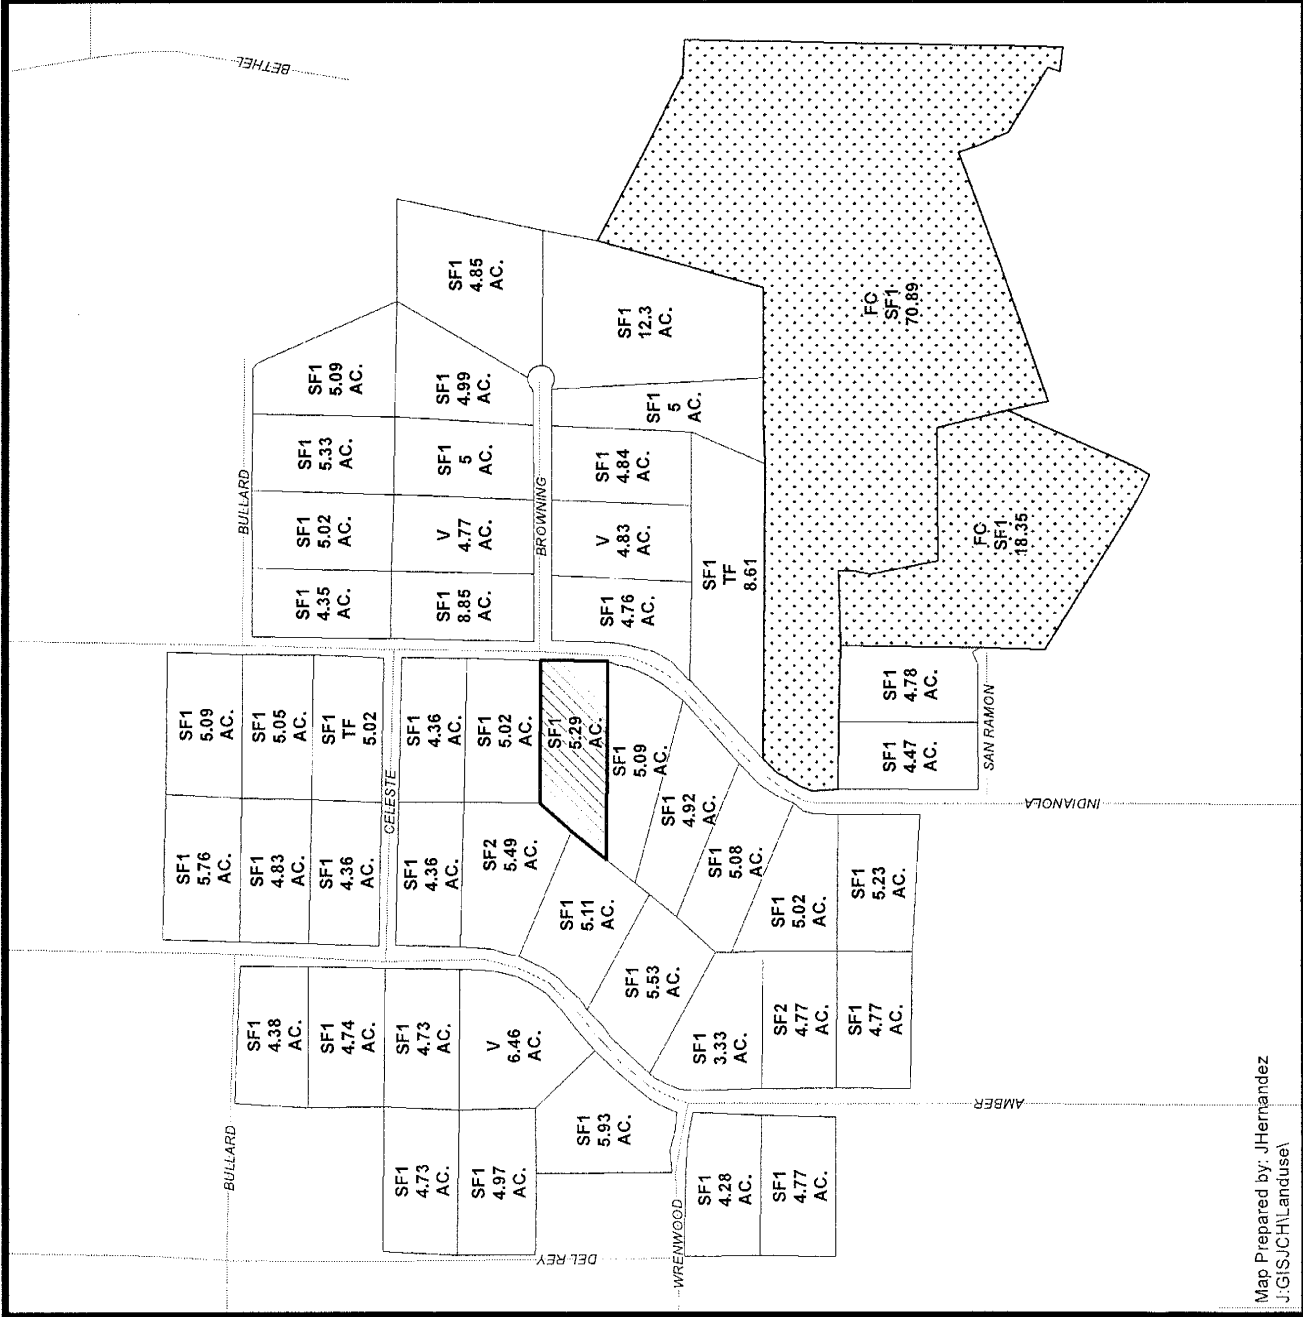 BETHEL
BULLARD
SF1
5.09
AC.
SF1
5.33
AC.
SF1
5.02
AC.
SF1
4.35
AC.
SF1
4.85
AC.
SF1
4.99
AC.
SF1
5
AC.
V
4.77
AC.
SF1
8.85
AC.
BROWNING
SF1
12.3
AC.
SF1
5
AC.
SF1
4.84
AC.
V
4.83
AC.
SF1
4.76
AC.
SF1
TF
8.61
FC
SF1
70.89
FC
SF1
18.35
SF1
5.09
AC.
SF1
5.05
AC.
SF1
TF
5.02
SF1
4.36
AC.
SF1
5.02
AC.
SF1
5.29
AC.
SF1
5.09
AC.
SF1
4.92
AC.
SF1
5.08
AC.
SF1
5.02
AC.
SF1
5.23
AC.
SF1
4.78
AC.
SF1
4.47
AC.
SAN RAMON
INDIANOLA
CELESTE
SF1
5.76
AC.
SF1
4.83
AC.
SF1
4.36
AC.
SF1
4.36
AC.
SF2
5.49
AC.
SF1
5.11
AC.
SF1
5.53
AC.
SF1
3.33
AC.
SF2
4.77
AC.
SF1
4.77
AC.
SF1
4.38
AC.
SF1
4.74
AC.
SF1
4.73
AC.
V
6.46
AC.
AMBER
BULLARD
SF1
4.73
AC.
SF1
4.97
AC.
SF1
5.93
AC.
SF1
4.28
AC.
SF1
4.77
AC.
DEL REY
WRENWOOD
Map Prepared by: JHernandez
J:GISJCH\Landuse\